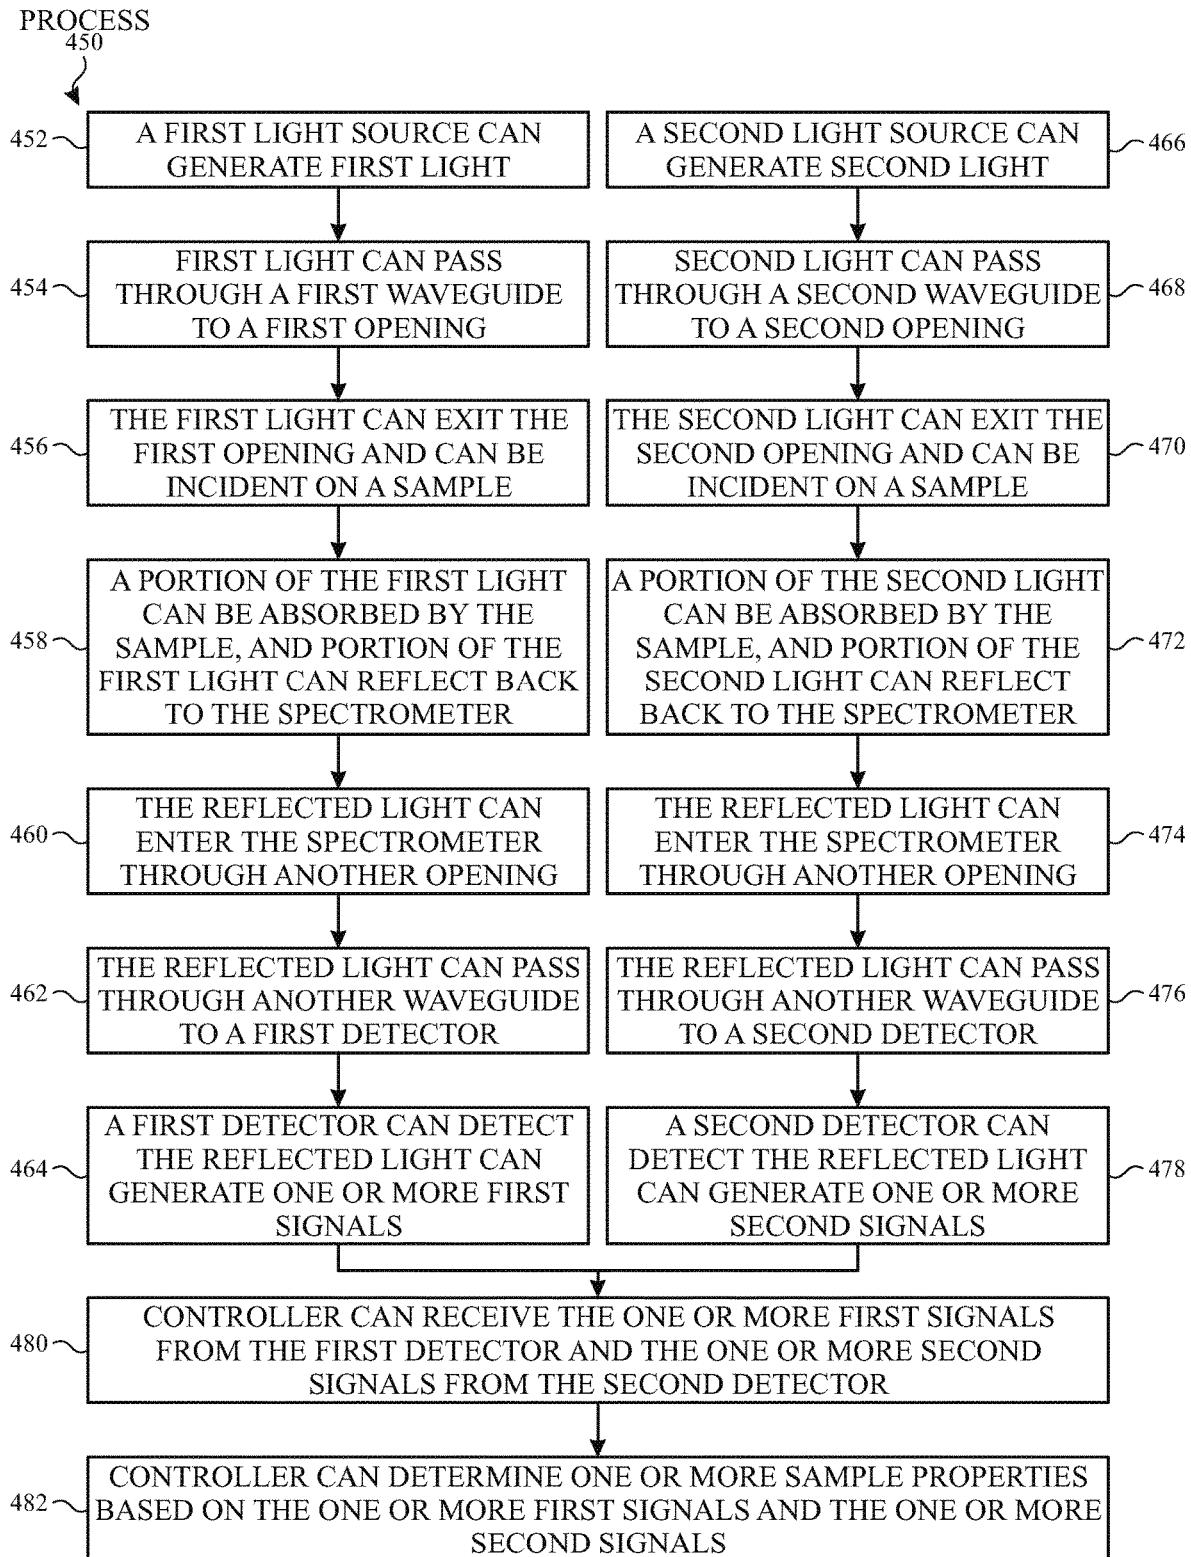 PROCESS
450
452
A FIRST LIGHT SOURCE CAN
GENERATE FIRST LIGHT
454
FIRST LIGHT CAN PASS
THROUGH A FIRST WAVEGUIDE
TO A FIRST OPENING
456
THE FIRST LIGHT CAN EXIT THE
FIRST OPENING AND CAN BE
INCIDENT ON A SAMPLE
458
A PORTION OF THE FIRST LIGHT
CAN BE ABSORBED BY THE
SAMPLE, AND PORTION OF THE
FIRST LIGHT CAN REFLECT BACK
TO THE SPECTROMETER
460
THE REFLECTED LIGHT CAN
ENTER THE SPECTROMETER
THROUGH ANOTHER OPENING
462
THE REFLECTED LIGHT CAN PASS
THROUGH ANOTHER WAVEGUIDE
TO A FIRST DETECTOR
464
A FIRST DETECTOR CAN DETECT
THE REFLECTED LIGHT CAN
GENERATE ONE OR MORE FIRST
SIGNALS
A SECOND LIGHT SOURCE CAN
GENERATE SECOND LIGHT
466
SECOND LIGHT CAN PASS
THROUGH A SECOND WAVEGUIDE
TO A SECOND OPENING
468
THE SECOND LIGHT CAN EXIT THE
SECOND OPENING AND CAN BE
INCIDENT ON A SAMPLE
470
A PORTION OF THE SECOND LIGHT
CAN BE ABSORBED BY THE
SAMPLE, AND PORTION OF THE
SECOND LIGHT CAN REFLECT
BACK TO THE SPECTROMETER
472
THE REFLECTED LIGHT CAN
ENTER THE SPECTROMETER
THROUGH ANOTHER OPENING
474
THE REFLECTED LIGHT CAN PASS
THROUGH ANOTHER WAVEGUIDE
TO A SECOND DETECTOR
476
A SECOND DETECTOR CAN
DETECT THE REFLECTED LIGHT
CAN GENERATE ONE OR MORE
SECOND SIGNALS
478
480
CONTROLLER CAN RECEIVE THE ONE OR MORE FIRST SIGNALS
FROM THE FIRST DETECTOR AND THE ONE OR MORE SECOND
SIGNALS FROM THE SECOND DETECTOR
482
CONTROLLER CAN DETERMINE ONE OR MORE SAMPLE PROPERTIES
BASED ON THE ONE OR MORE FIRST SIGNALS AND THE ONE OR MORE
SECOND SIGNALS